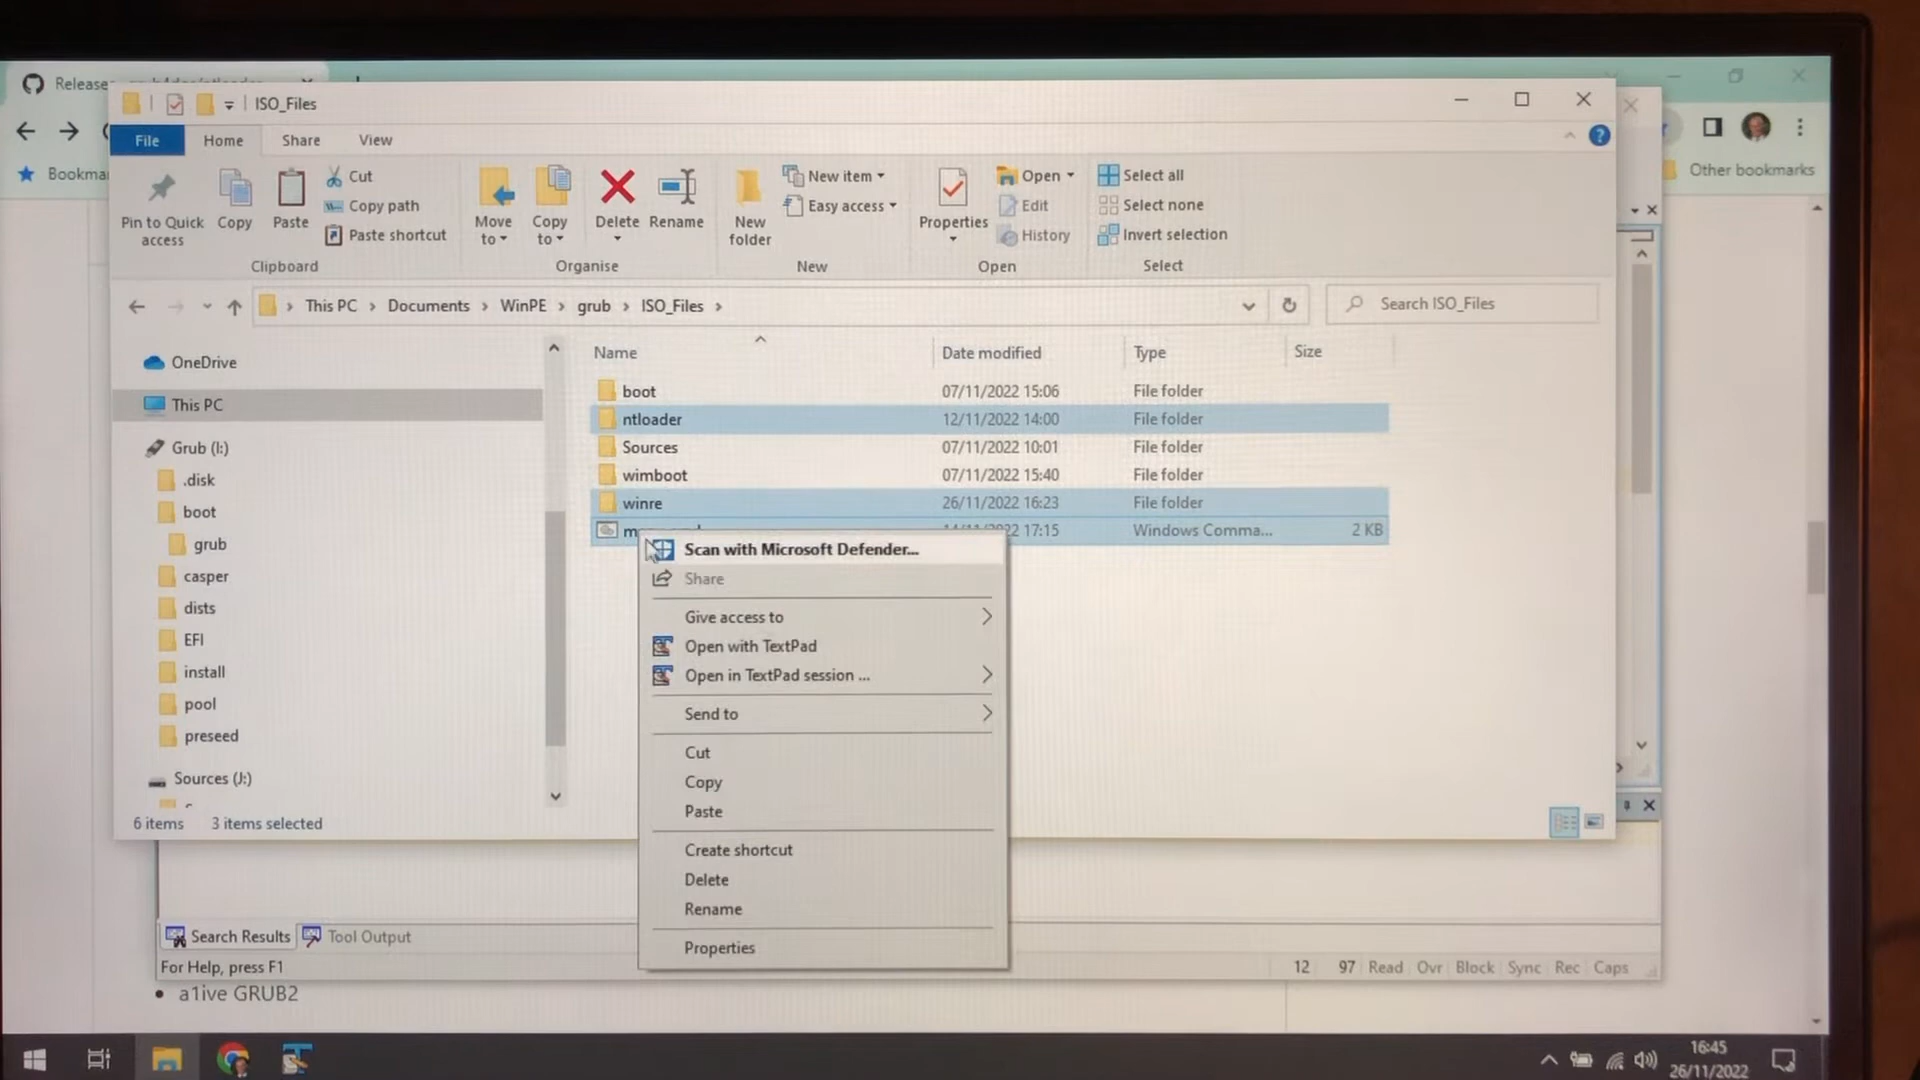 Release
ISO_Files
File
Home
Share
View
Bookma
Other bookmarks
Pin to Quick access
Copy
Paste
Cut
Copy path
Paste shortcut
Clipboard
Move to
Copy to
Delete
Rename
Organise
New folder
New item
Easy access
New
Properties
Open
Edit
History
Open
Select all
Select none
Invert selection
Select
This PC > Documents > WinPE > grub > ISO_Files >
Search ISO_Files
Name Date modified Type Size
boot 07/11/2022 15:06 File folder
ntloader 12/11/2022 14:00 File folder
Sources 07/11/2022 10:01 File folder
wimboot 07/11/2022 15:40 File folder
winre 26/11/2022 16:23 File folder
17:15 Windows Comma... 2 KB
OneDrive
This PC
Grub (I:)
.disk
boot
grub
casper
dists
EFI
install
pool
preseed
Sources (J:)
6 items 3 items selected
Scan with Microsoft Defender...
Share
Give access to
Open with TextPad
Open in TextPad session ...
Send to
Cut
Copy
Paste
Create shortcut
Delete
Rename
Properties
Search Results Tool Output
For Help, press F1
12 97 Read Ovr Block Sync Rec Caps
• a1ive GRUB2
16:45
26/11/2022